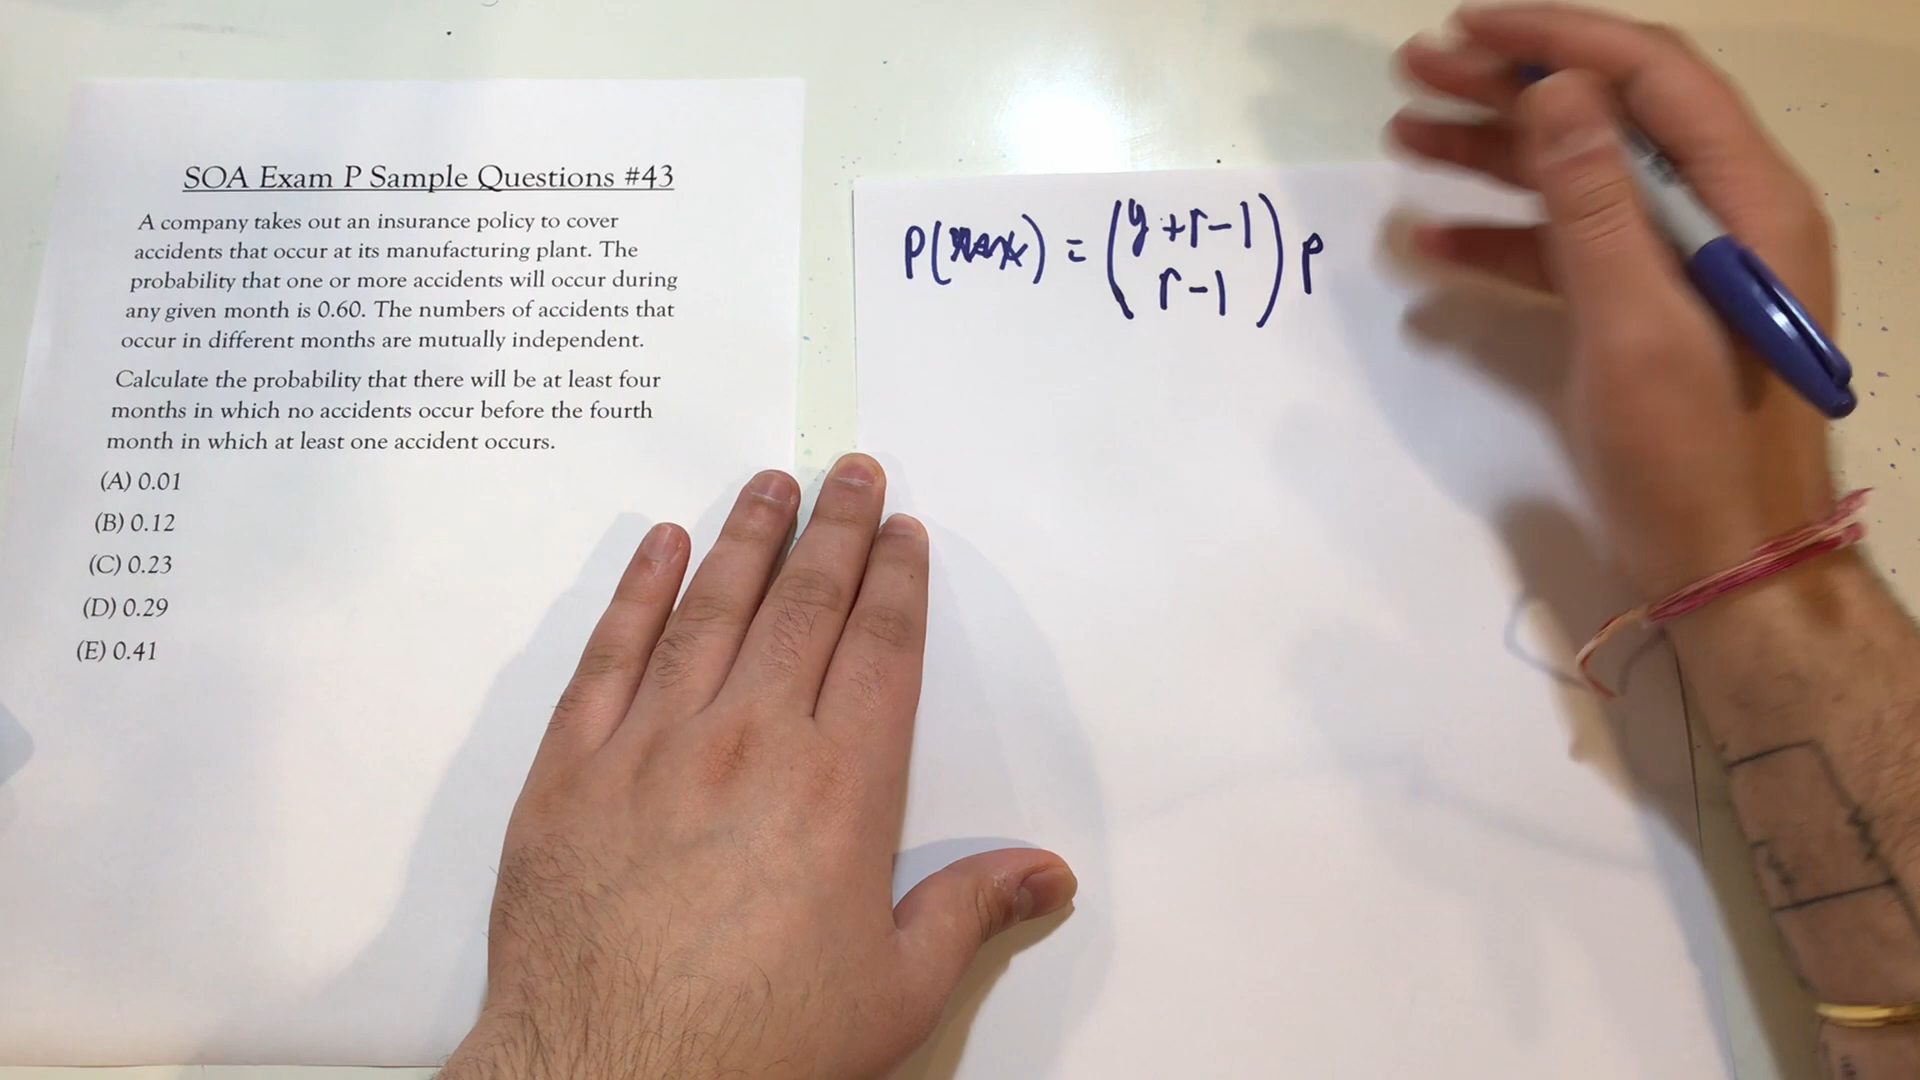 SOA Exam P Sample Questions #43
A company takes out an insurance policy to cover
accidents that occur at its manufacturing plant. The
probability that one or more accidents will occur during
any given month is 0.60. The numbers of accidents that
occur in different months are mutually independent.
Calculate the probability that there will be at least four
months in which no accidents occur before the fourth
month in which at least one accident occurs.
(A) 0.01
(B) 0.12
(C) 0.23
(D) 0.29
(E) 0.41
P( ) = (y+r-1
r-1) p